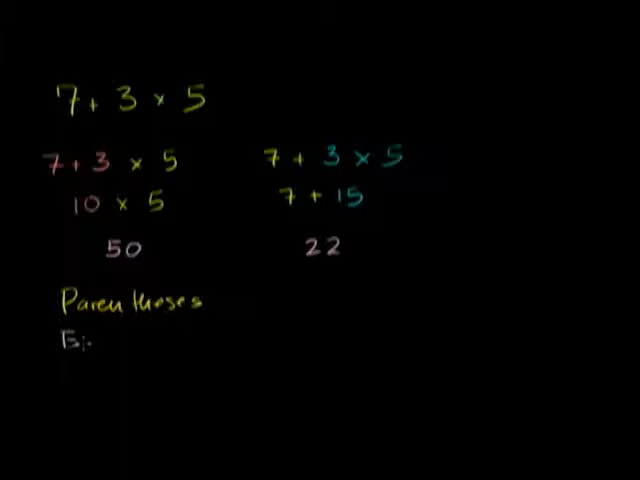 7 + 3 × 5
7 + 3 × 5
10 × 5
50
7 + 3 × 5
7 + 15
22
Parentheses